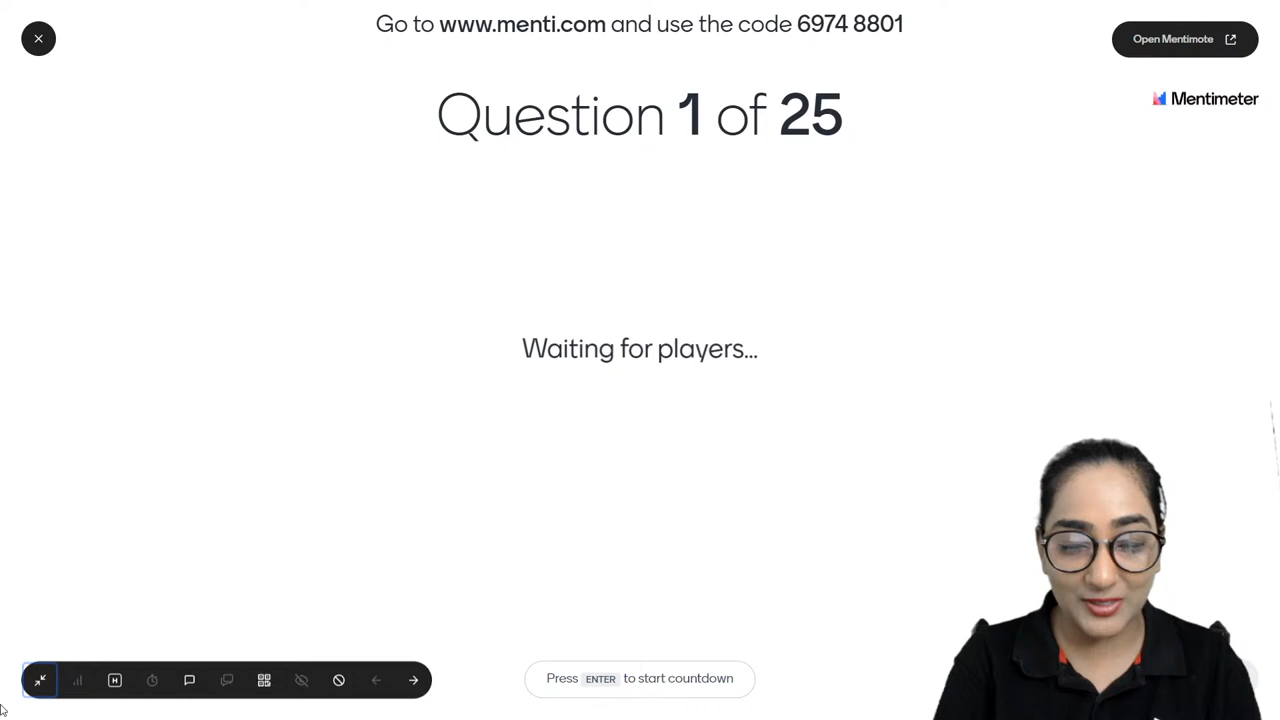 Go to www.menti.com and use the code 6974 8801
Open Mentimote
Mentimeter
Question 1 of 25
Waiting for players...
H
Press ENTER to start countdown